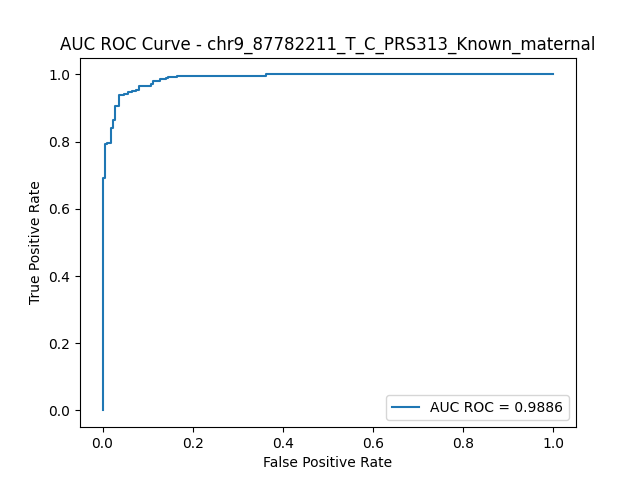 AUC ROC Curve - chr9_87782211_T_C_PRS313_Known_maternal
True Positive Rate
1.0
0.8
0.6
0.4
0.2
0.0
AUC ROC = 0.9886
0.0 0.2 0.4 0.6 0.8 1.0
False Positive Rate